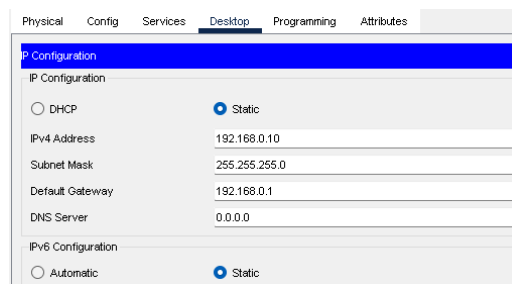 Physical Config Services Desktop Programming Attributes
IP Configuration
IP Configuration
DHCP Static
IPv4 Address 192.168.0.10
Subnet Mask 255.255.255.0
Default Gateway 192.168.0.1
DNS Server 0.0.0.0
IPv6 Configuration
Automatic Static